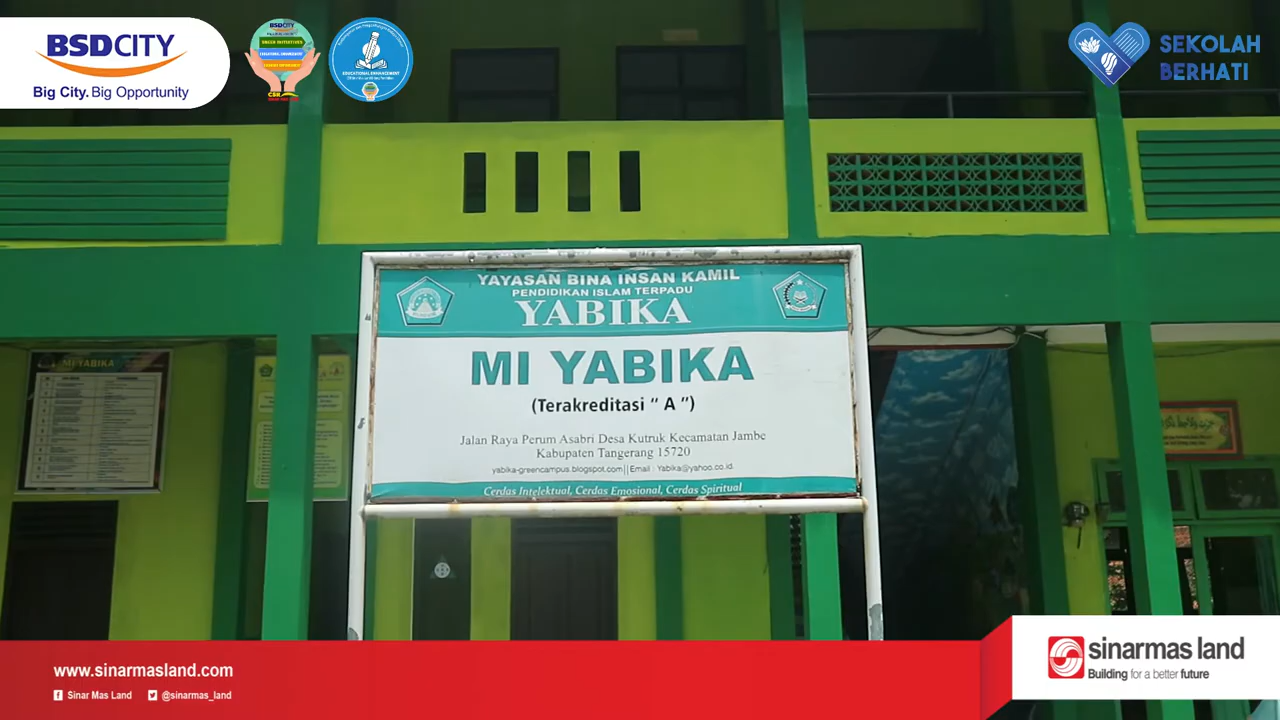 BSDCITY
Big City. Big Opportunity
BSDCITY
EDUCATIONAL ENHANCEMENT
SEKOLAH
BERHATI
YAYASAN BINA INSAN KAMIL
PENDIDIKAN ISLAM TERPADU
YABIKA
MI YABIKA
(Terakreditasi “ A ”)
Jalan Raya Perum Asabri Desa Kutruk Kecamatan Jambe
Kabupaten Tangerang 15720
yabika-greencampus.blogspot.com||Email : Yabika@yahoo.co.id
Cerdas Intelektual, Cerdas Emosional, Cerdas Spiritual
MI YABIKA
www.sinarmasland.com
Sinar Mas Land
@sinarmas_land
sinarmas land
Building for a better future